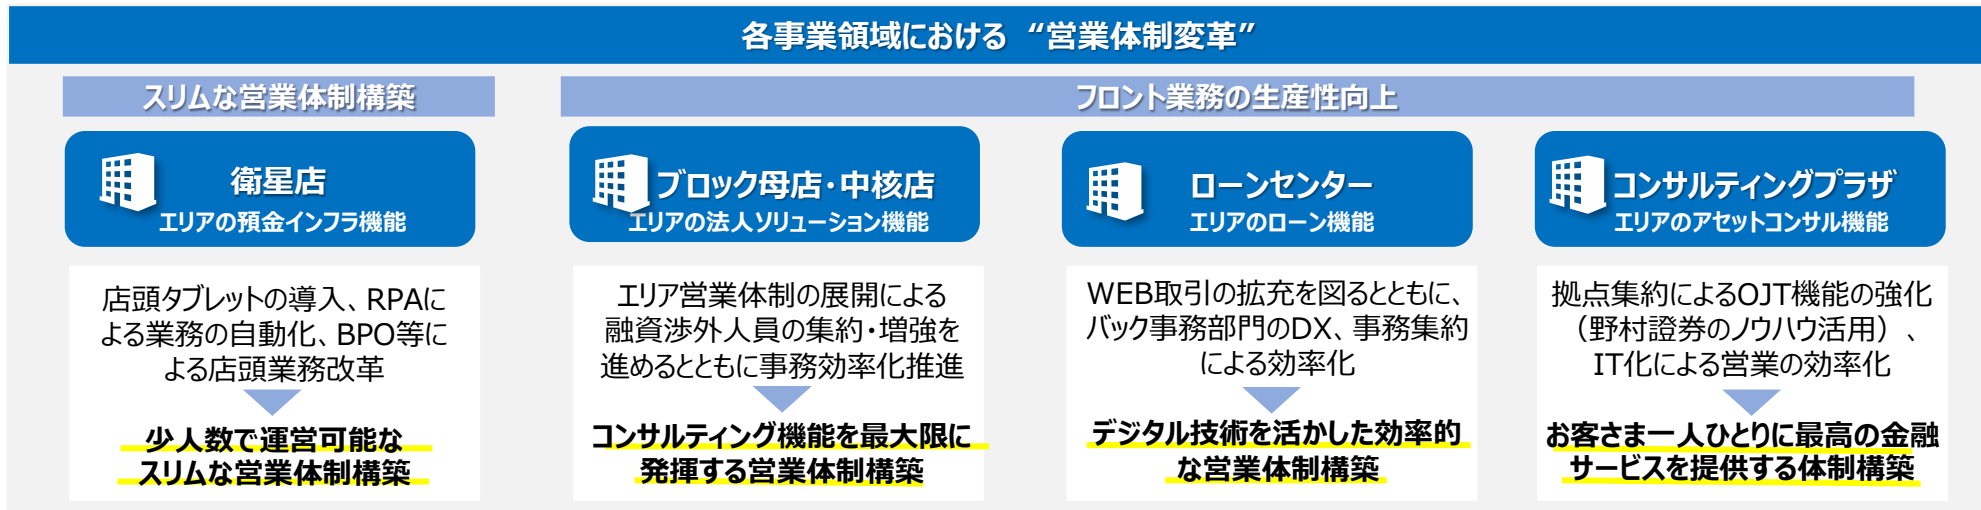 各事業領域における “営業体制変革”
スリムな営業体制構築
フロント業務の生産性向上
衛星店
エリアの預金インフラ機能
ブロック母店・中核店
エリアの法人ソリューション機能
ローンセンター
エリアのローン機能
コンサルティングプラザ
エリアのアセットコンサル機能
店頭タブレットの導入、RPAに
よる業務の自動化、BPO等に
よる店頭業務改革
少人数で運営可能な
スリムな営業体制構築
エリア営業体制の展開による
融資渉外人員の集約・増強を
進めるとともに事務効率化推進
コンサルティング機能を最大限に
発揮する営業体制構築
WEB取引の拡充を図るとともに、
バック事務部門のDX、事務集約
による効率化
デジタル技術を活かした効率的
な営業体制構築
拠点集約によるOJT機能の強化
（野村證券のノウハウ活用）、
IT化による営業の効率化
お客さま一人ひとりに最高の金融
サービスを提供する体制構築